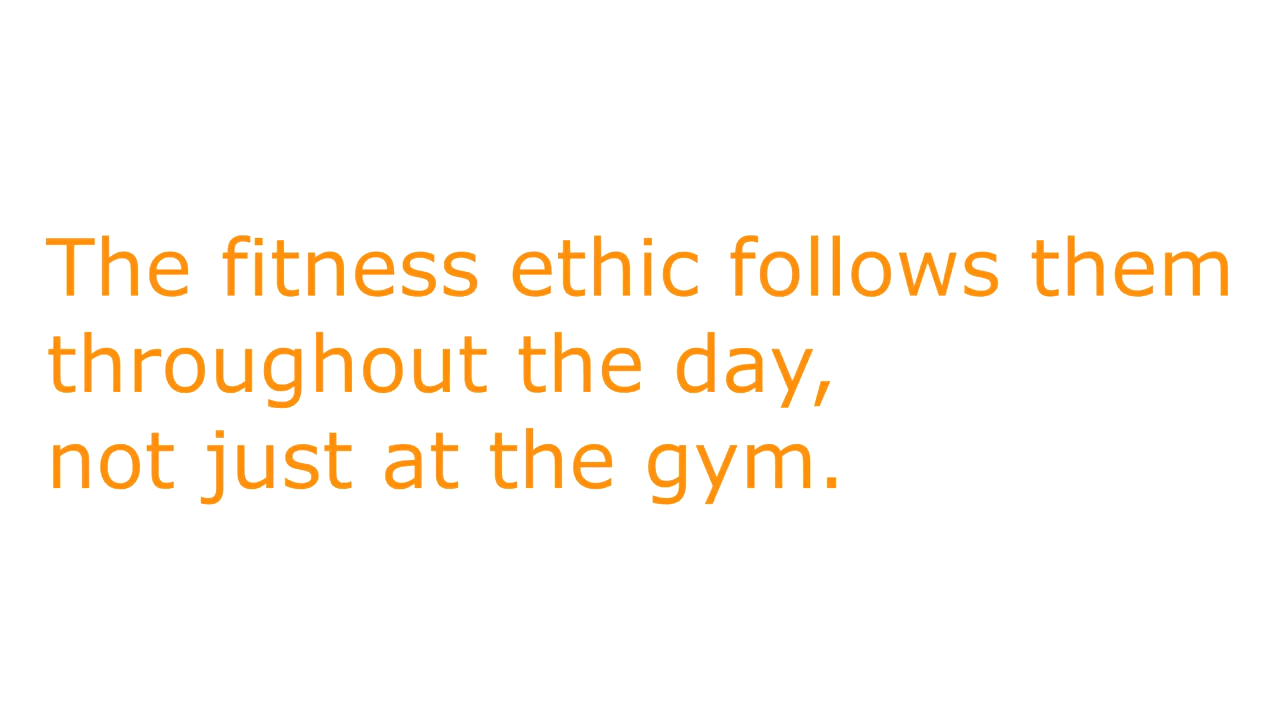 The fitness ethic follows them
throughout the day,
not just at the gym.